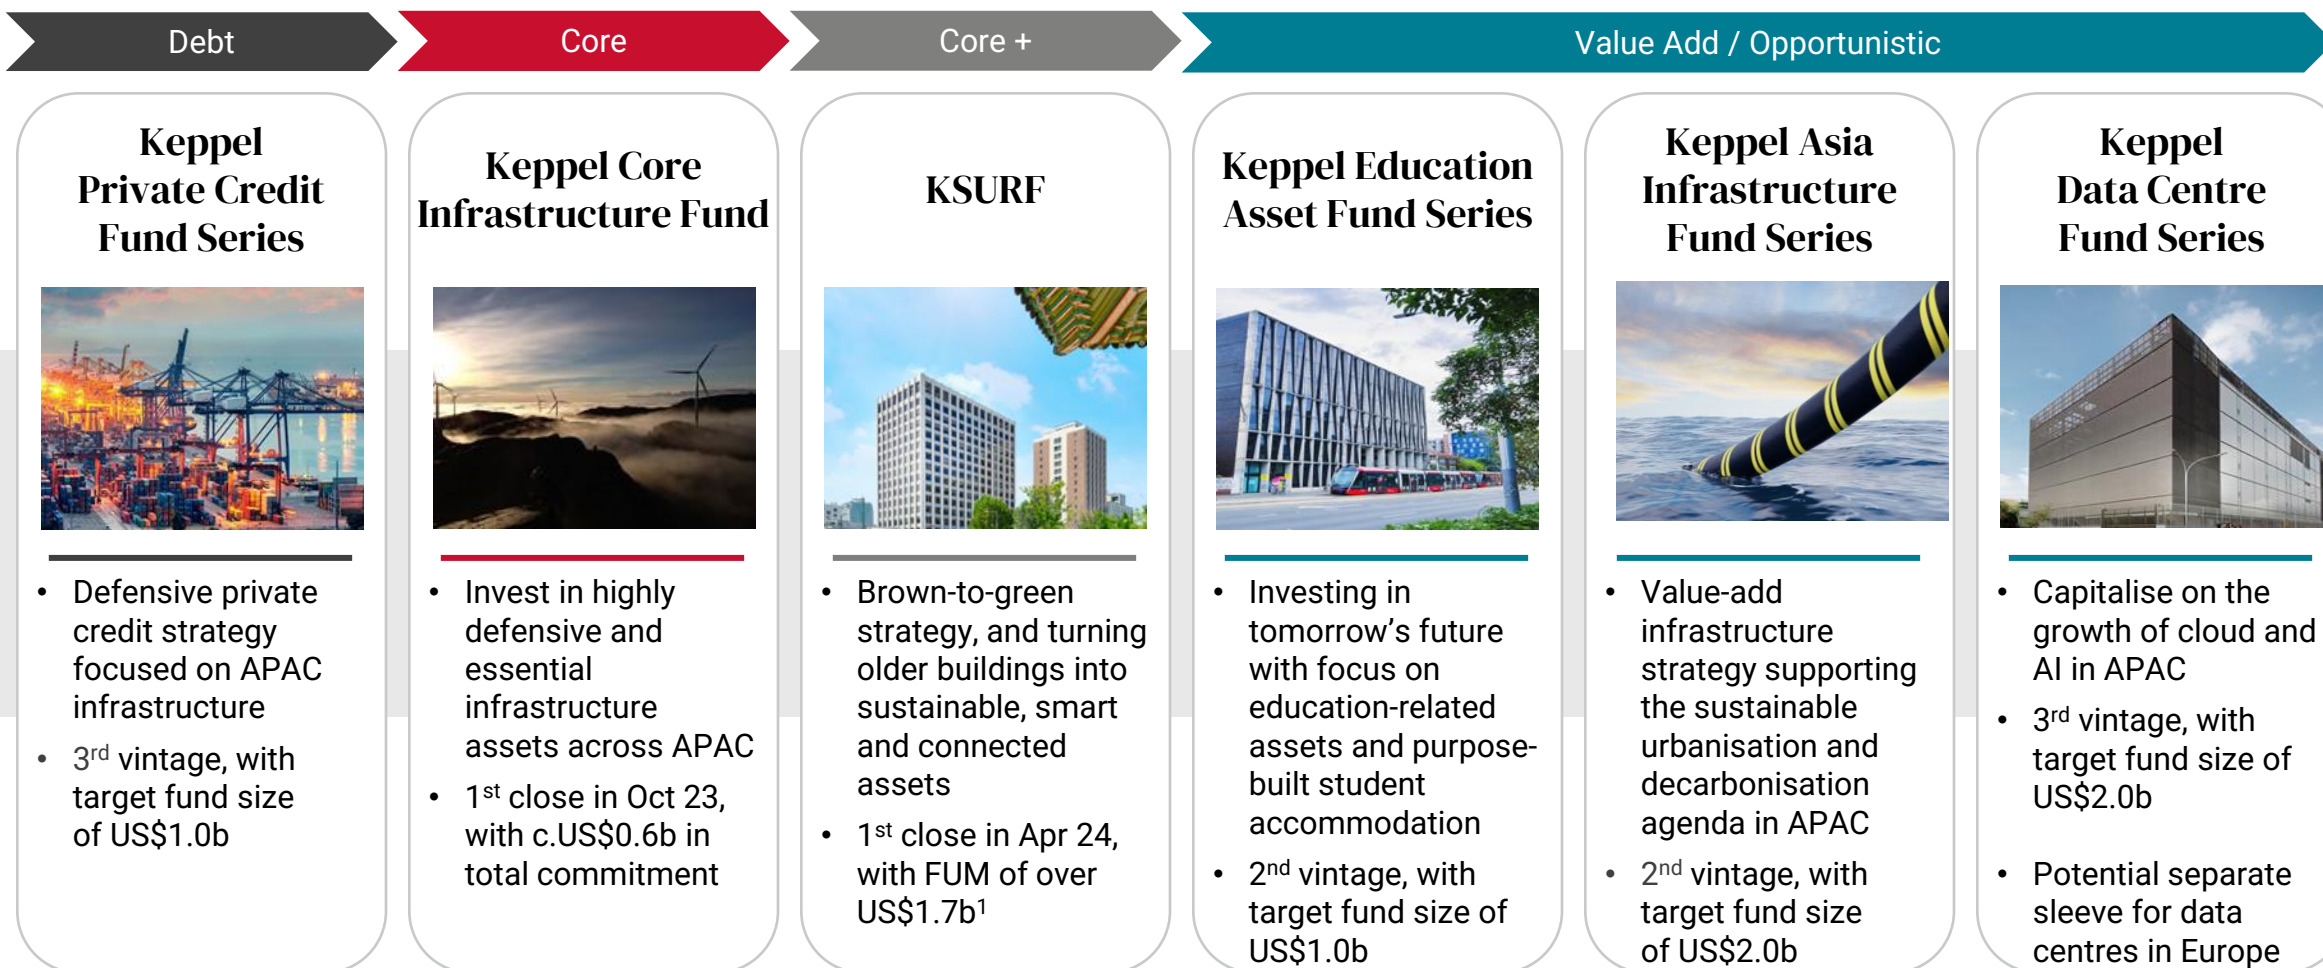 Debt
Core
Core +
Value Add / Opportunistic
Keppel
Private Credit
Fund Series
• Defensive private
credit strategy
focused on APAC
infrastructure
• 3rd vintage, with
target fund size
of US$1.0b
Keppel Core
Infrastructure Fund
• Invest in highly
defensive and
essential
infrastructure
assets across APAC
• 1st close in Oct 23,
with c.US$0.6b in
total commitment
KSURF
• Brown-to-green
strategy, and turning
older buildings into
sustainable, smart
and connected
assets
• 1st close in Apr 24,
with FUM of over
US$1.7b1
Keppel Education
Asset Fund Series
• Investing in
tomorrow’s future
with focus on
education-related
assets and purpose-
built student
accommodation
• 2nd vintage, with
target fund size of
US$1.0b
Keppel Asia
Infrastructure
Fund Series
• Value-add
infrastructure
strategy supporting
the sustainable
urbanisation and
decarbonisation
agenda in APAC
• 2nd vintage, with
target fund size
of US$2.0b
Keppel
Data Centre
Fund Series
• Capitalise on the
growth of cloud and
AI in APAC
• 3rd vintage, with
target fund size of
US$2.0b
• Potential separate
sleeve for data
centres in Europe